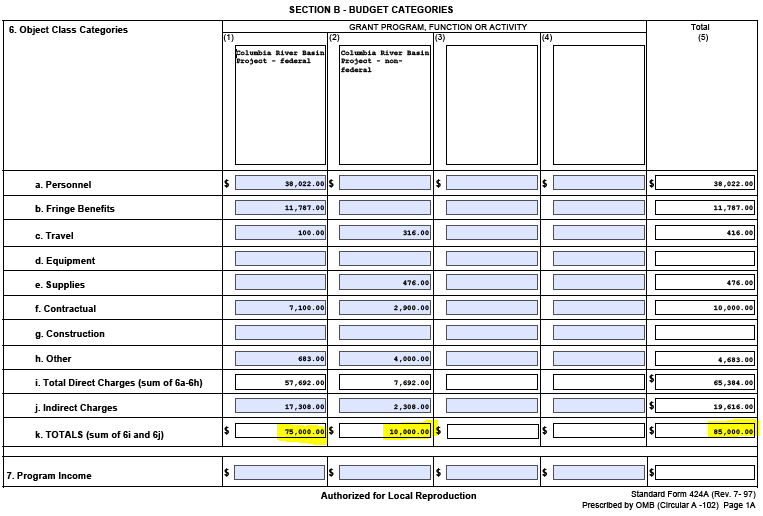 SECTION B - BUDGET CATEGORIES
6. Object Class Categories
GRANT PROGRAM, FUNCTION OR ACTIVITY
Total
(1) (2) (3) (4) (5)
Columbia River Basin Project - federal
Columbia River Basin Project - non-federal
a. Personnel $ 38,022.00 $ $ $ $ 38,022.00
b. Fringe Benefits 11,787.00 11,787.00
c. Travel 100.00 316.00 416.00
d. Equipment
e. Supplies 476.00 476.00
f. Contractual 7,100.00 2,900.00 10,000.00
g. Construction
h. Other 683.00 4,000.00 4,683.00
i. Total Direct Charges (sum of 6a-6h) 57,692.00 7,692.00 $ 65,384.00
j. Indirect Charges 17,308.00 2,308.00 $ 19,616.00
k. TOTALS (sum of 6i and 6j) $ 75,000.00 $ 10,000.00 $ $ $ 85,000.00
7. Program Income $ $ $ $ $
Authorized for Local Reproduction
Standard Form 424A (Rev. 7- 97)
Prescribed by OMB (Circular A -102) Page 1A